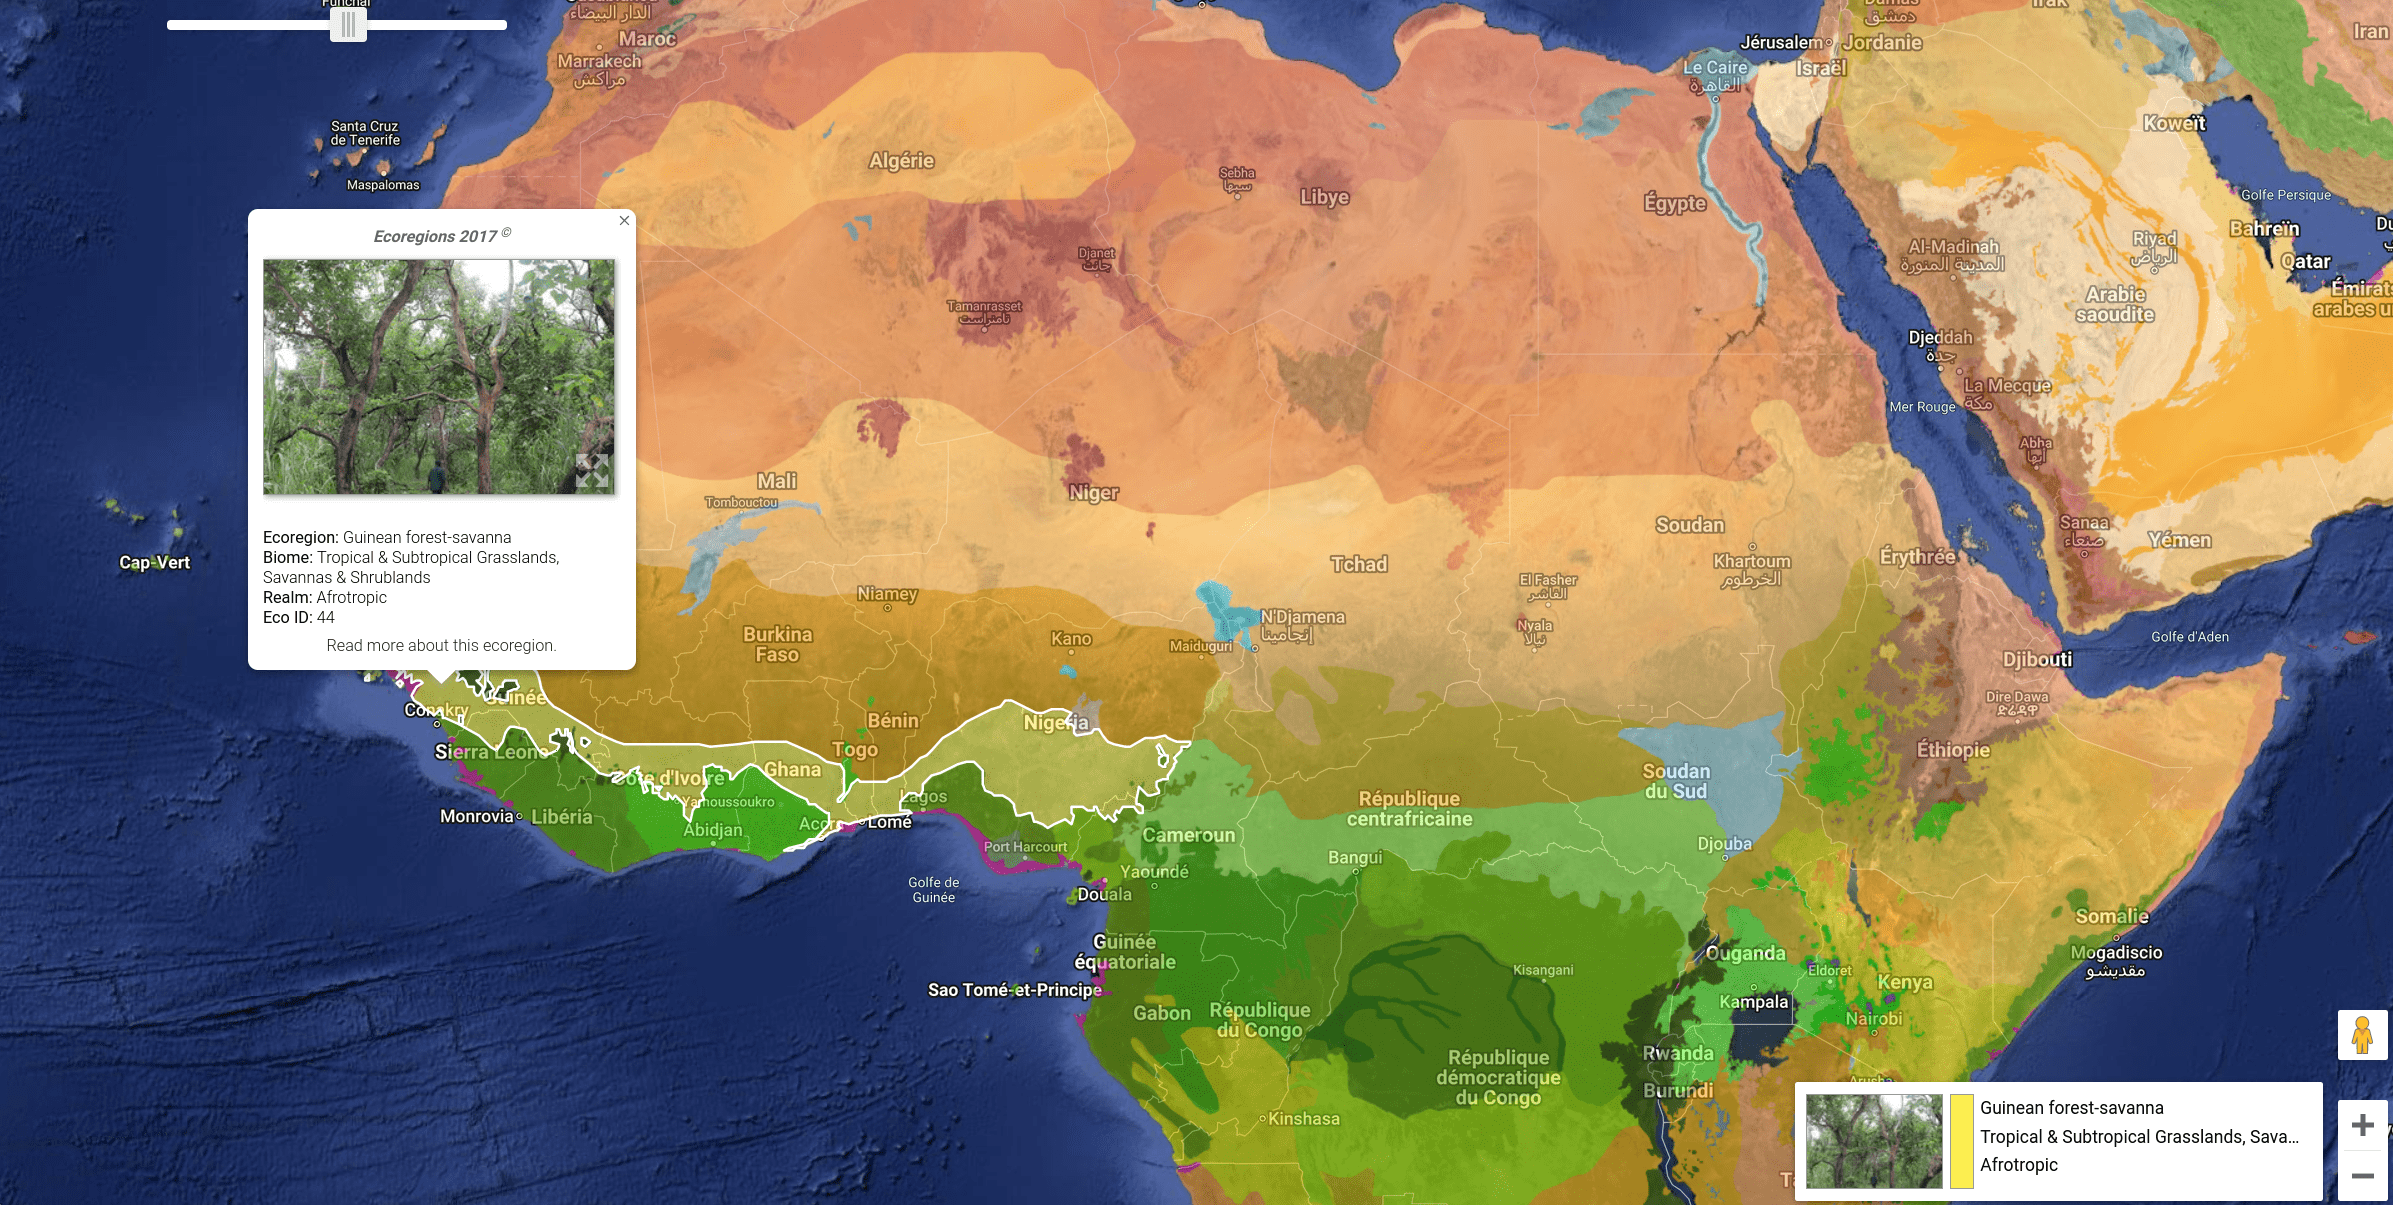 Funchal
الدار البيضاء
Maroc
Marrakech
مراكش
Santa Cruz
de Tenerife
Maspalomas
Algérie
Sebha
سبها
Libye
Djanet
جانت
Tamanrasset
تامنراست
Le Caire
القاهرة
Égypte
Jérusalem
Israël
Jordanie
Damas
دمشق
Irak
Iran
Koweït
Golfe Persique
Bahreïn
Qatar
Émirats
arabes u
Riyad
الرياض
Al-Madinah
المدينة المنورة
Arabie
saoudite
Djeddah
جدة
La Mecque
مكة
Mer Rouge
Abha
أبها
Sanaa
صنعاء
Yémen
Golfe d'Aden
Ecoregions 2017 ©
Ecoregion: Guinean forest-savanna
Biome: Tropical & Subtropical Grasslands,
Savannas & Shrublands
Realm: Afrotropic
Eco ID: 44
Read more about this ecoregion.
Cap-Vert
Mali
Tombouctou
Niger
Niamey
Burkina
Faso
Kano
Maiduguri
N'Djamena
إنجامينا
Tchad
El Fasher
الفاشر
Nyala
نيالا
Soudan
Khartoum
الخرطوم
Érythrée
Djibouti
Dire Dawa
ድሬዳዋ
Éthiopie
Guinée
Conakry
Sierra Leone
Monrovia
Libéria
Côte d'Ivoire
Yamoussoukro
Abidjan
Ghana
Togo
Bénin
Accra
Lomé
Lagos
Nigeria
Port Harcourt
Golfe de
Guinée
Cameroun
Yaoundé
Douala
Guinée
équatoriale
Sao Tomé-et-Principe
Gabon
République
du Congo
République
centrafricaine
Bangui
Soudan
du Sud
Djouba
Kisangani
République
démocratique
du Congo
Kinshasa
Ouganda
Kampala
Eldoret
Kenya
Nairobi
Rwanda
Burundi
Arusha
Somalie
Mogadiscio
مقديشو
Guinean forest-savanna
Tropical & Subtropical Grasslands, Sava...
Afrotropic